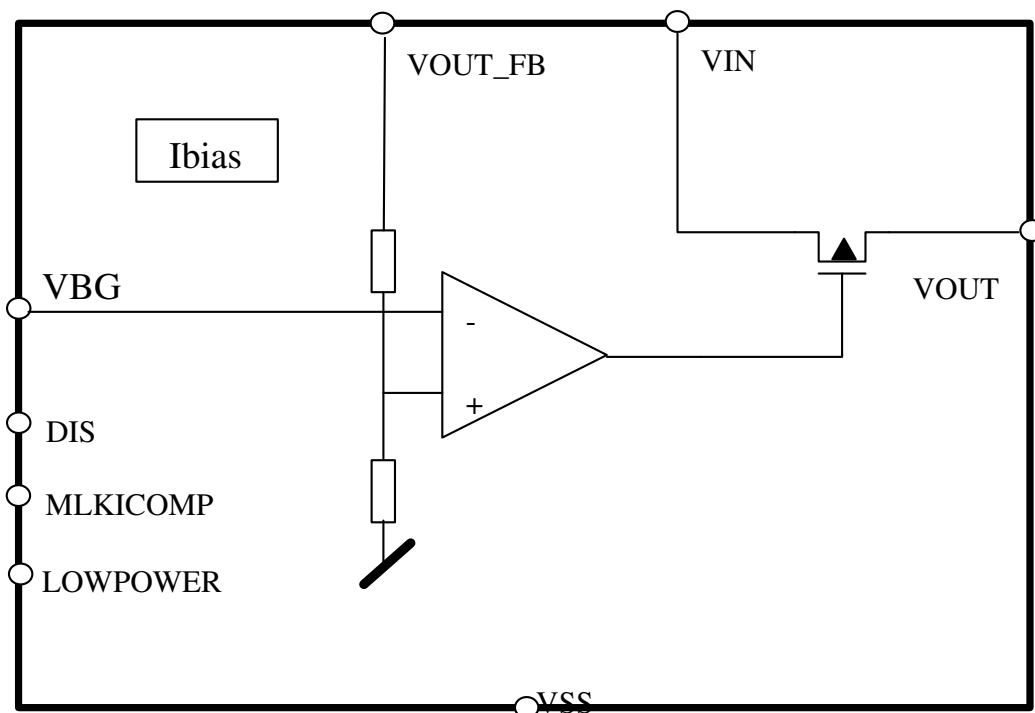 VOUT_FB
VIN
Ibias
VBG
VOUT
-
+
DIS
MLKICOMP
LOWPOWER
VSS